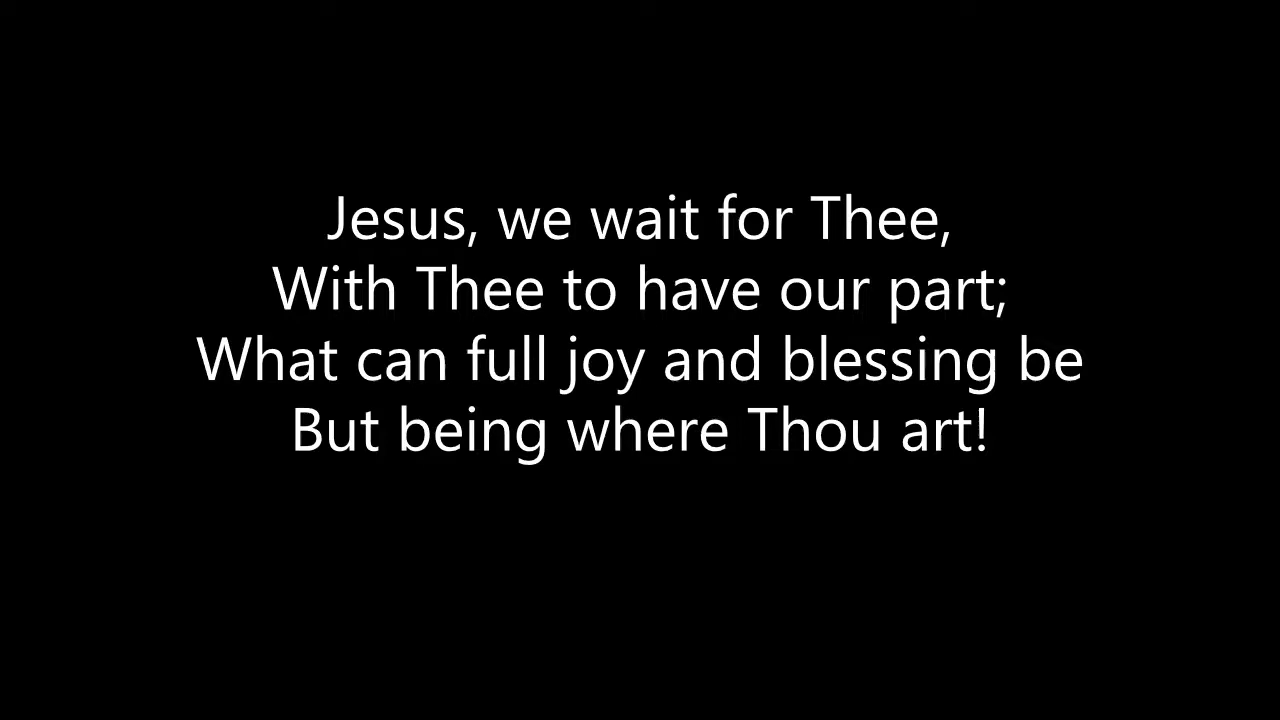 Jesus, we wait for Thee,
With Thee to have our part;
What can full joy and blessing be
But being where Thou art!